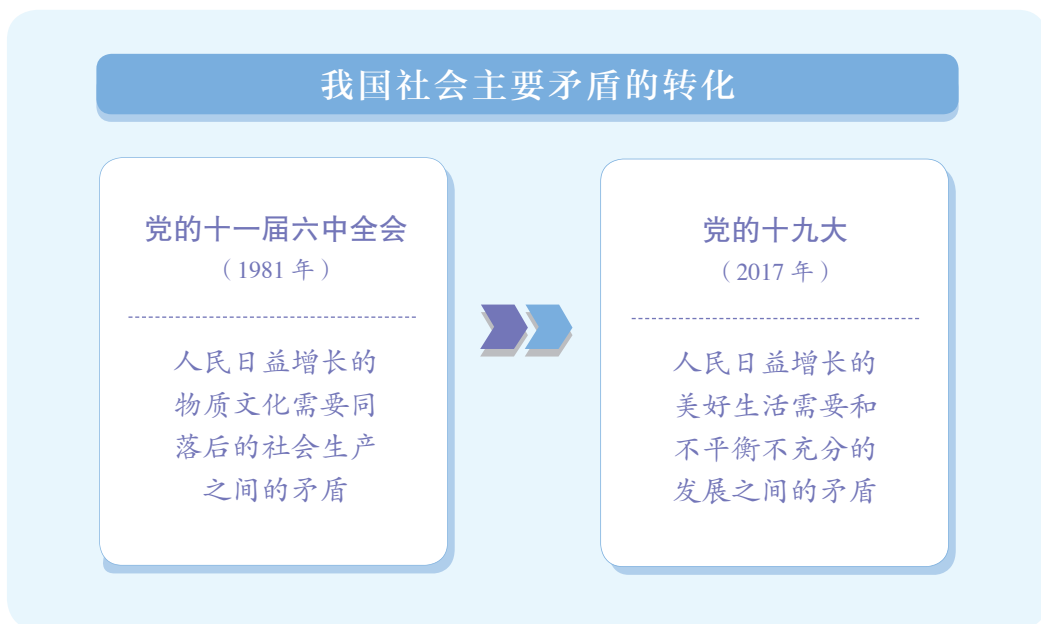 我国社会主要矛盾的转化
党的十一届六中全会
（1981 年）
人民日益增长的
物质文化需要同
落后的社会生产
之间的矛盾
党的十九大
（2017 年）
人民日益增长的
美好生活需要和
不平衡不充分的
发展之间的矛盾